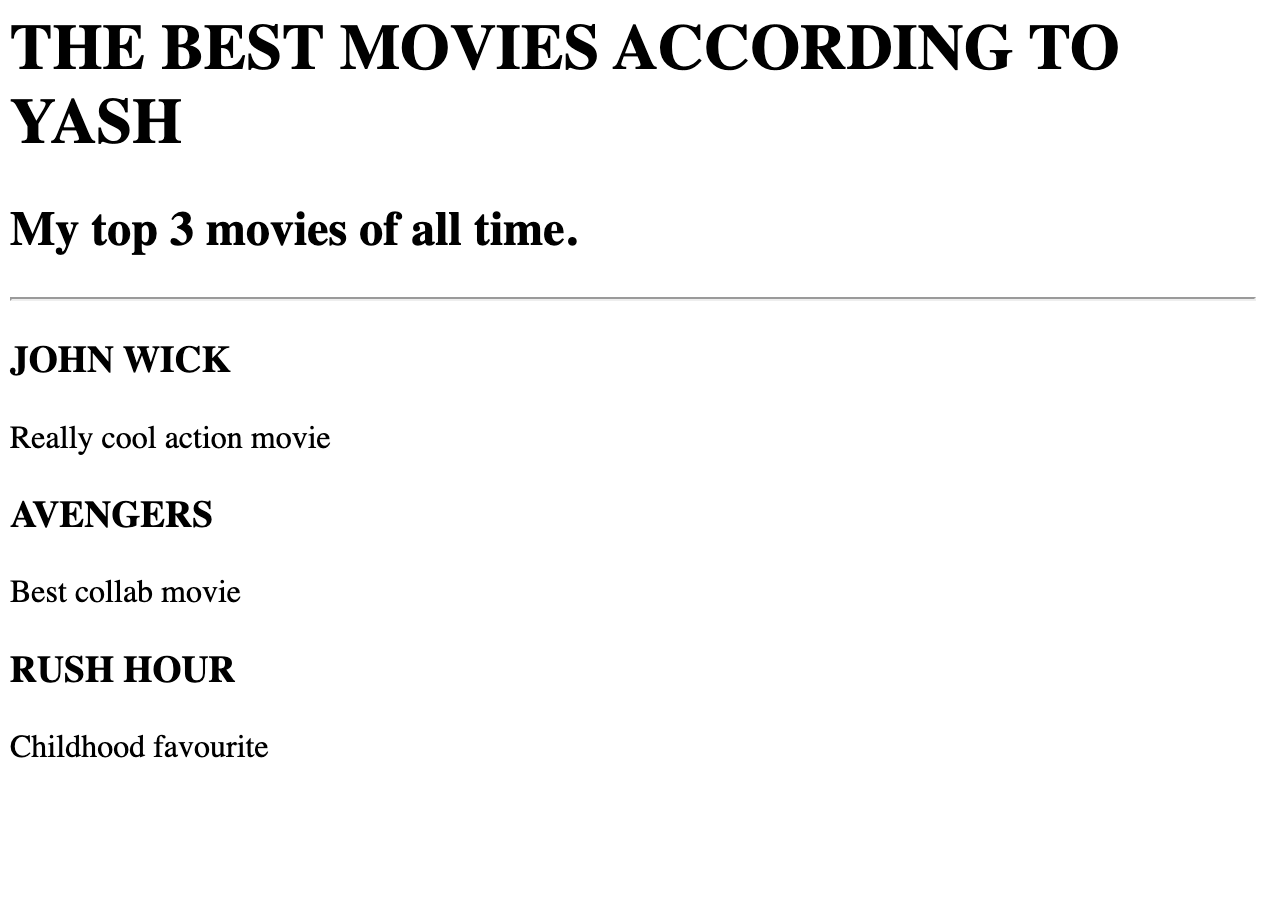 THE BEST MOVIES ACCORDING TO
YASH
My top 3 movies of all time.
JOHN WICK
Really cool action movie
AVENGERS
Best collab movie
RUSH HOUR
Childhood favourite